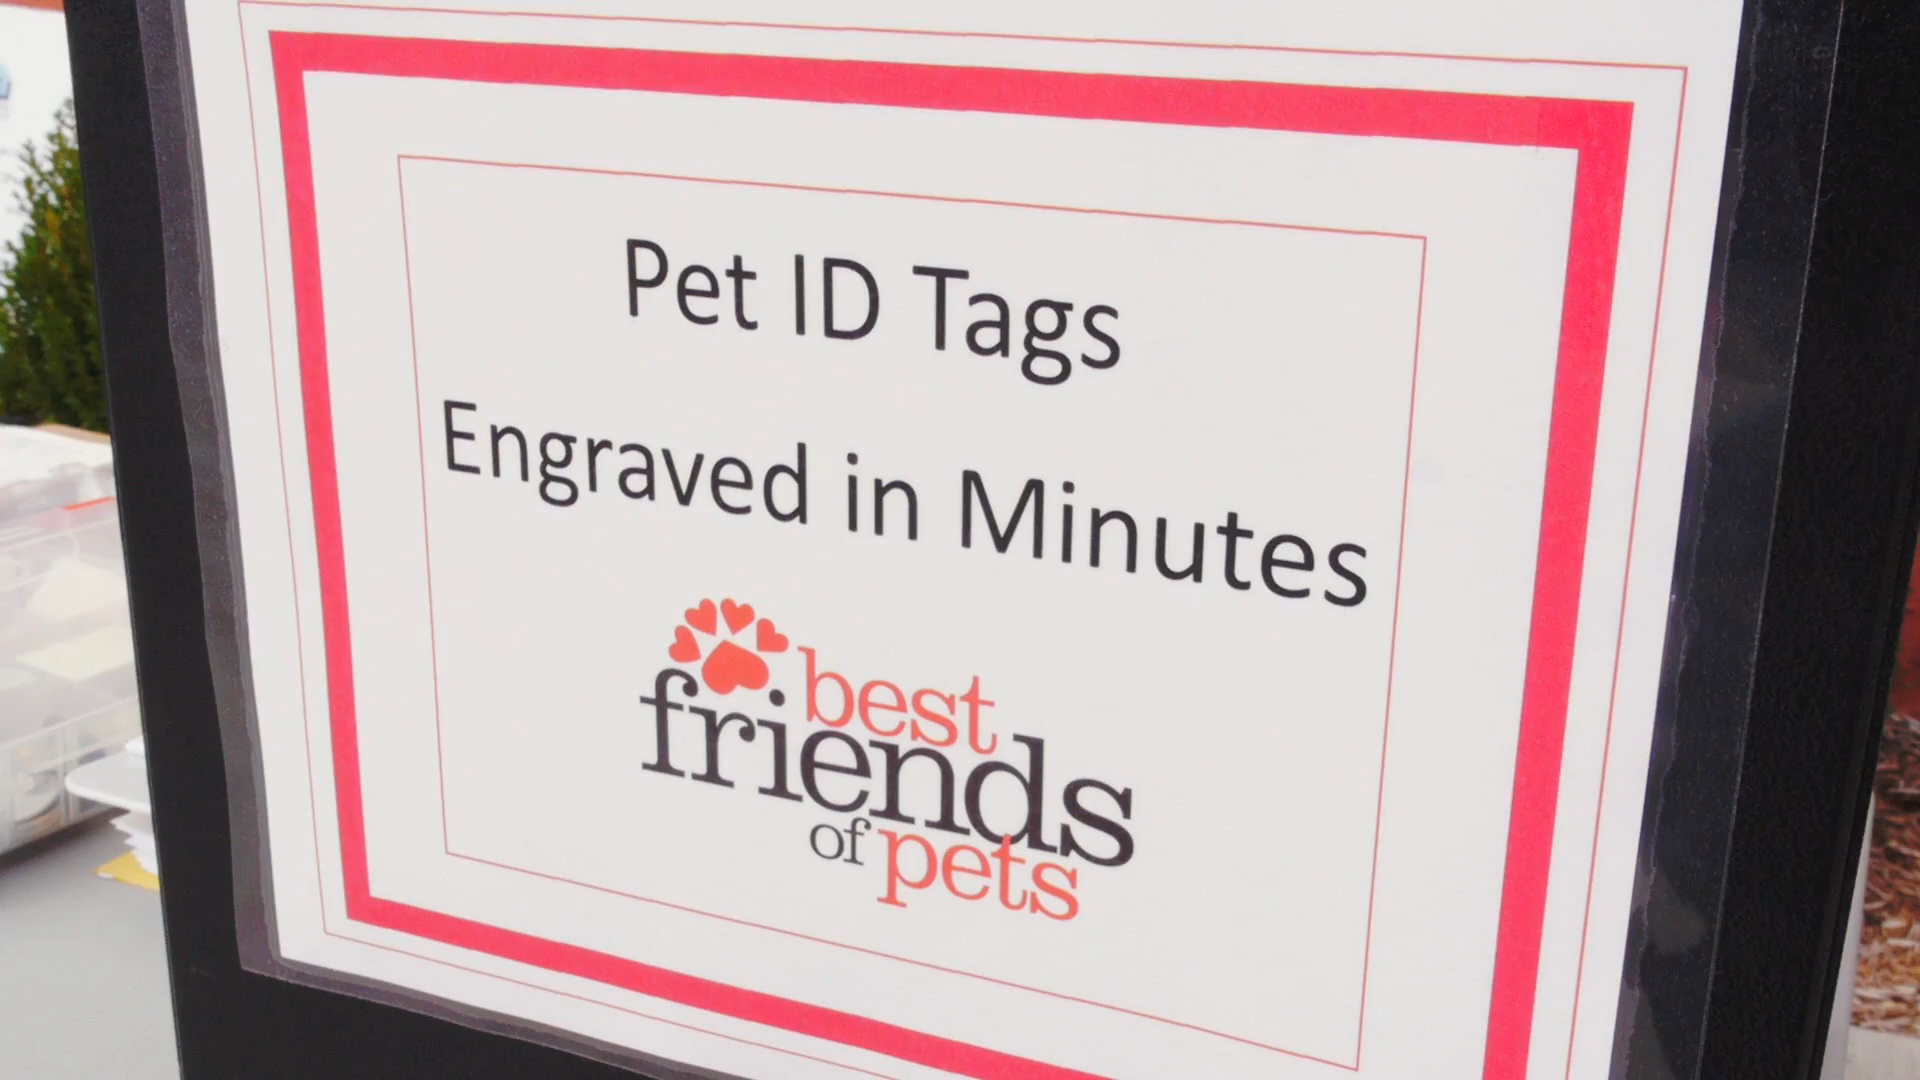 Pet ID Tags
Engraved in Minutes
best
friends
of pets